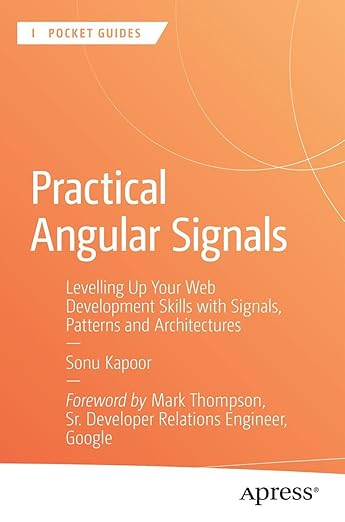 I POCKET GUIDES
Practical
Angular Signals
Levelling Up Your Web
Development Skills with Signals,
Patterns and Architectures
—
Sonu Kapoor
—
Foreword by Mark Thompson,
Sr. Developer Relations Engineer,
Google
Apress®